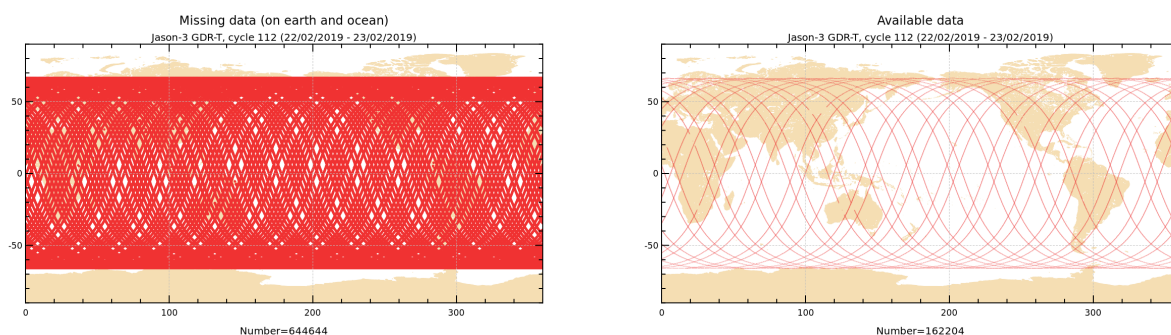 Missing data (on earth and ocean)
Jason-3 GDR-T, cycle 112 (22/02/2019 - 23/02/2019)
50
0
-50
0
100
200
300
Number=644644
Available data
Jason-3 GDR-T, cycle 112 (22/02/2019 - 23/02/2019)
50
0
-50
0
100
200
300
Number=162204